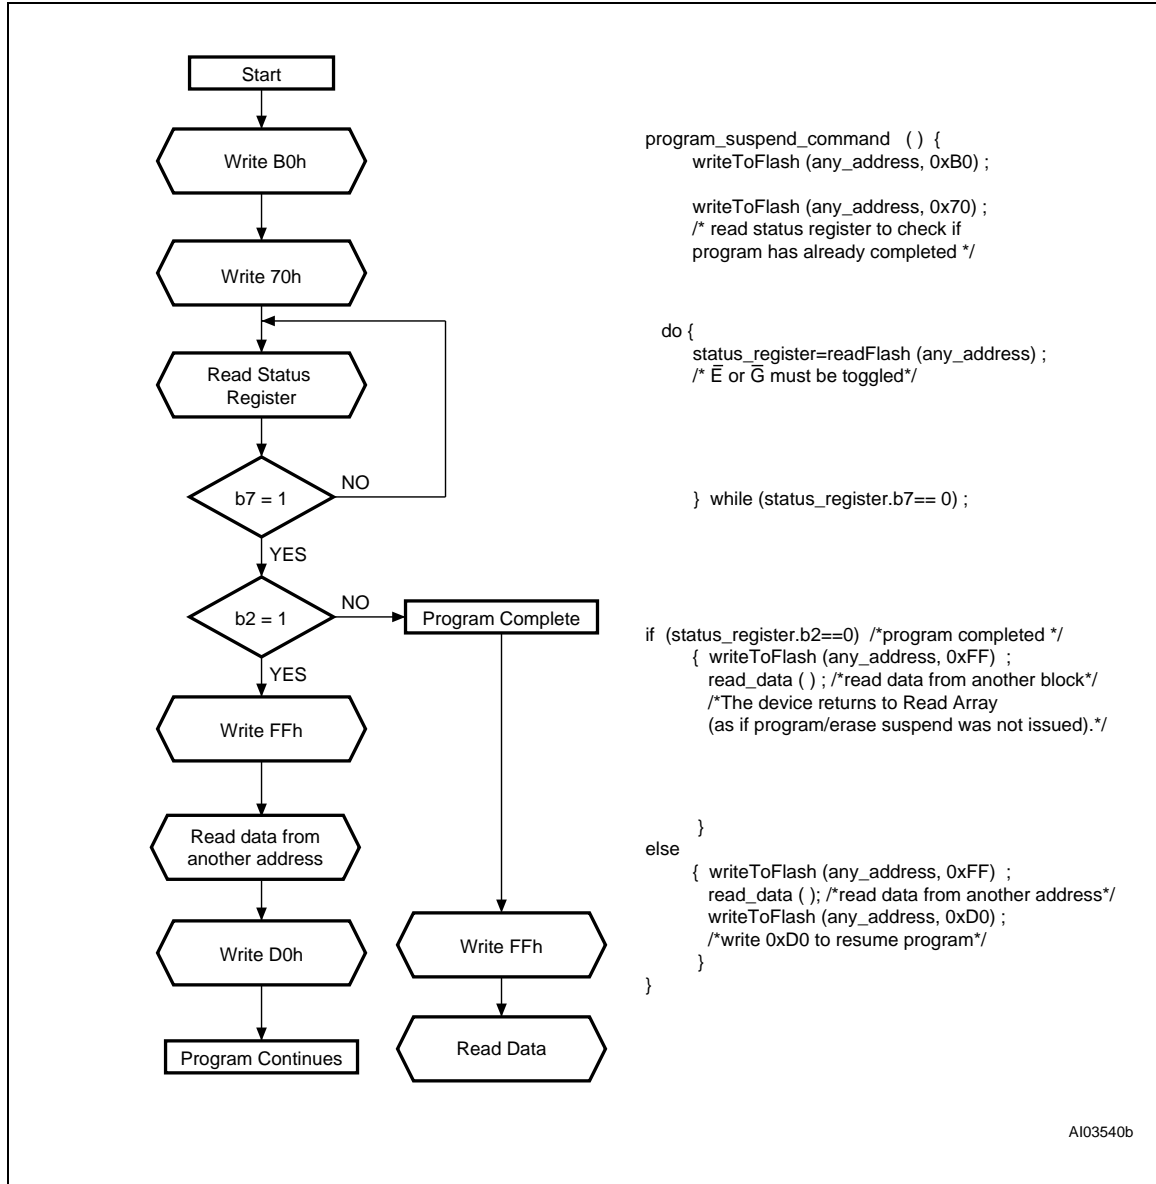 Start
Write B0h
Write 70h
Read Status
Register
b7 = 1
NO
YES
b2 = 1
NO
Program Complete
YES
Write FFh
Read data from
another address
Write D0h
Program Continues
Write FFh
Read Data
program_suspend_command ( ) {
writeToFlash (any_address, 0xB0) ;
writeToFlash (any_address, 0x70) ;
/* read status register to check if
program has already completed */
do {
status_register=readFlash (any_address) ;
/* E̅ or G̅ must be toggled*/
} while (status_register.b7== 0) ;
if (status_register.b2==0) /*program completed */
{ writeToFlash (any_address, 0xFF) ;
read_data ( ) ; /*read data from another block*/
/*The device returns to Read Array
(as if program/erase suspend was not issued).*/
}
else
{ writeToFlash (any_address, 0xFF) ;
read_data ( ); /*read data from another address*/
writeToFlash (any_address, 0xD0) ;
/*write 0xD0 to resume program*/
}
}
AI03540b